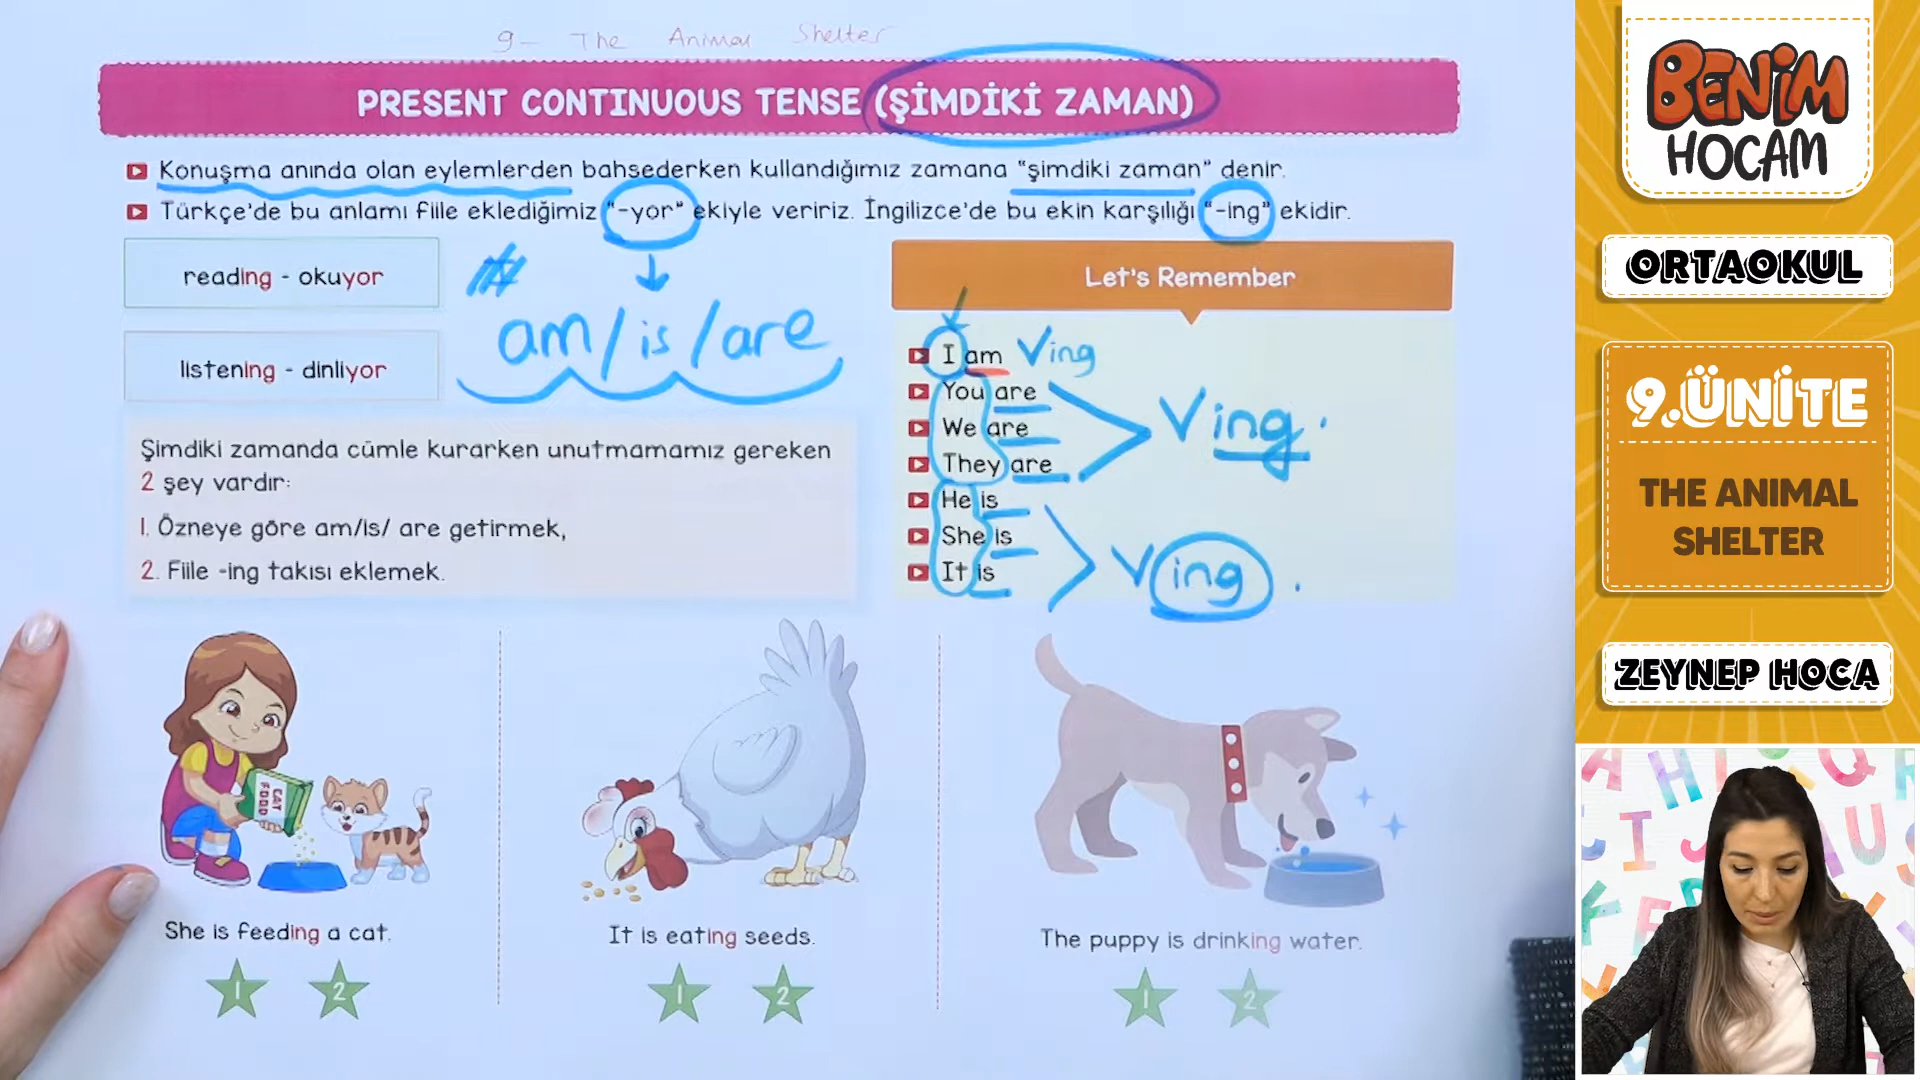 9- The Animal Shelter
PRESENT CONTINUOUS TENSE (ŞİMDİKİ ZAMAN)
Konuşma anında olan eylemlerden bahsederken kullandığımız zamana "şimdiki zaman" denir.
Türkçe'de bu anlamı fiile eklediğimiz "-yor" ekiyle veririz. İngilizce'de bu ekin karşılığı "-ing" ekidir.
reading - okuyor
listening - dinliyor
am/is/are
Şimdiki zamanda cümle kurarken unutmamamız gereken
2 şey vardır:
1. Özneye göre am/is/ are getirmek,
2. Fiile -ing takısı eklemek.
Let's Remember
I am Ving
You are
We are
They are
Ving.
He is
She is
It is
Ving.
CAT
FOOD
She is feeding a cat.
1 2
It is eating seeds.
1 2
The puppy is drinking water.
1 2
BENİM
HOCAM
ORTAOKUL
9.ÜNİTE
THE ANIMAL
SHELTER
ZEYNEP HOCA